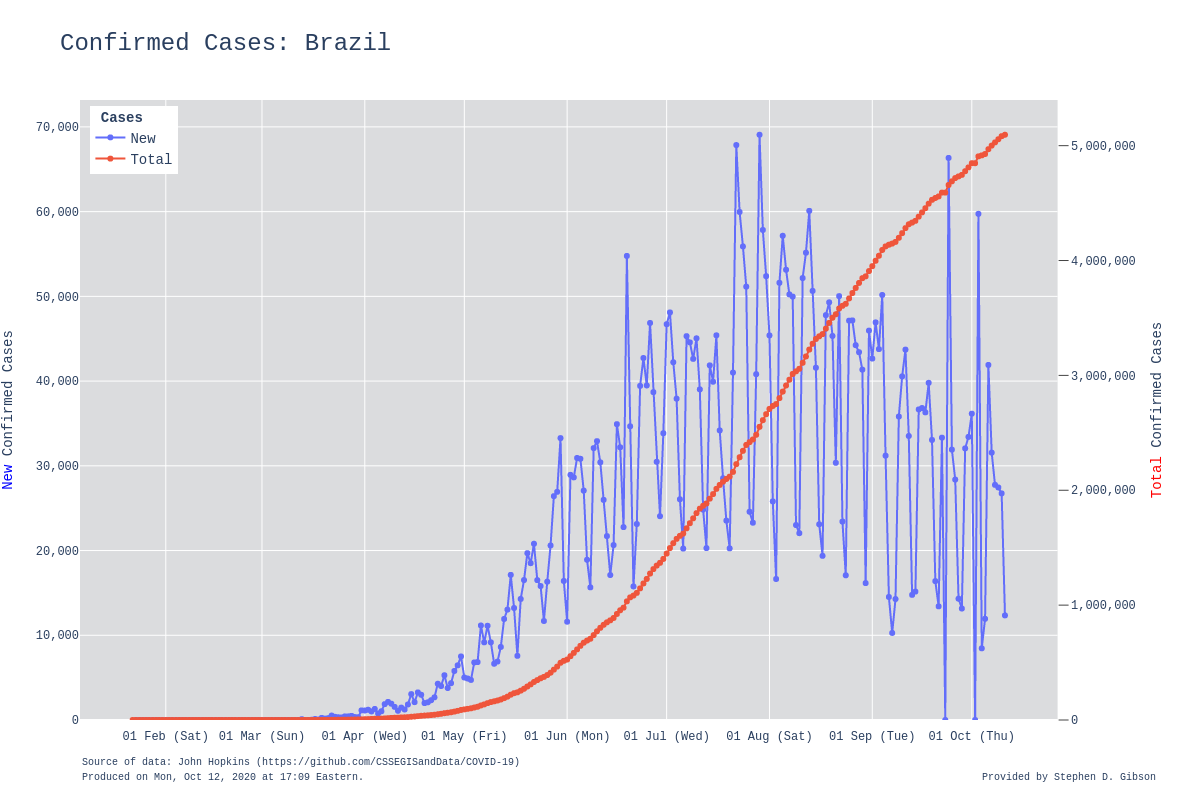 Confirmed Cases: Brazil
Cases
New
Total
70,000
60,000
50,000
40,000
30,000
20,000
10,000
0
New Confirmed Cases
5,000,000
4,000,000
3,000,000
2,000,000
1,000,000
0
Total Confirmed Cases
01 Feb (Sat) 01 Mar (Sun) 01 Apr (Wed) 01 May (Fri) 01 Jun (Mon) 01 Jul (Wed) 01 Aug (Sat) 01 Sep (Tue) 01 Oct (Thu)
Source of data: John Hopkins (https://github.com/CSSEGISandData/COVID-19)
Produced on Mon, Oct 12, 2020 at 17:09 Eastern.
Provided by Stephen D. Gibson